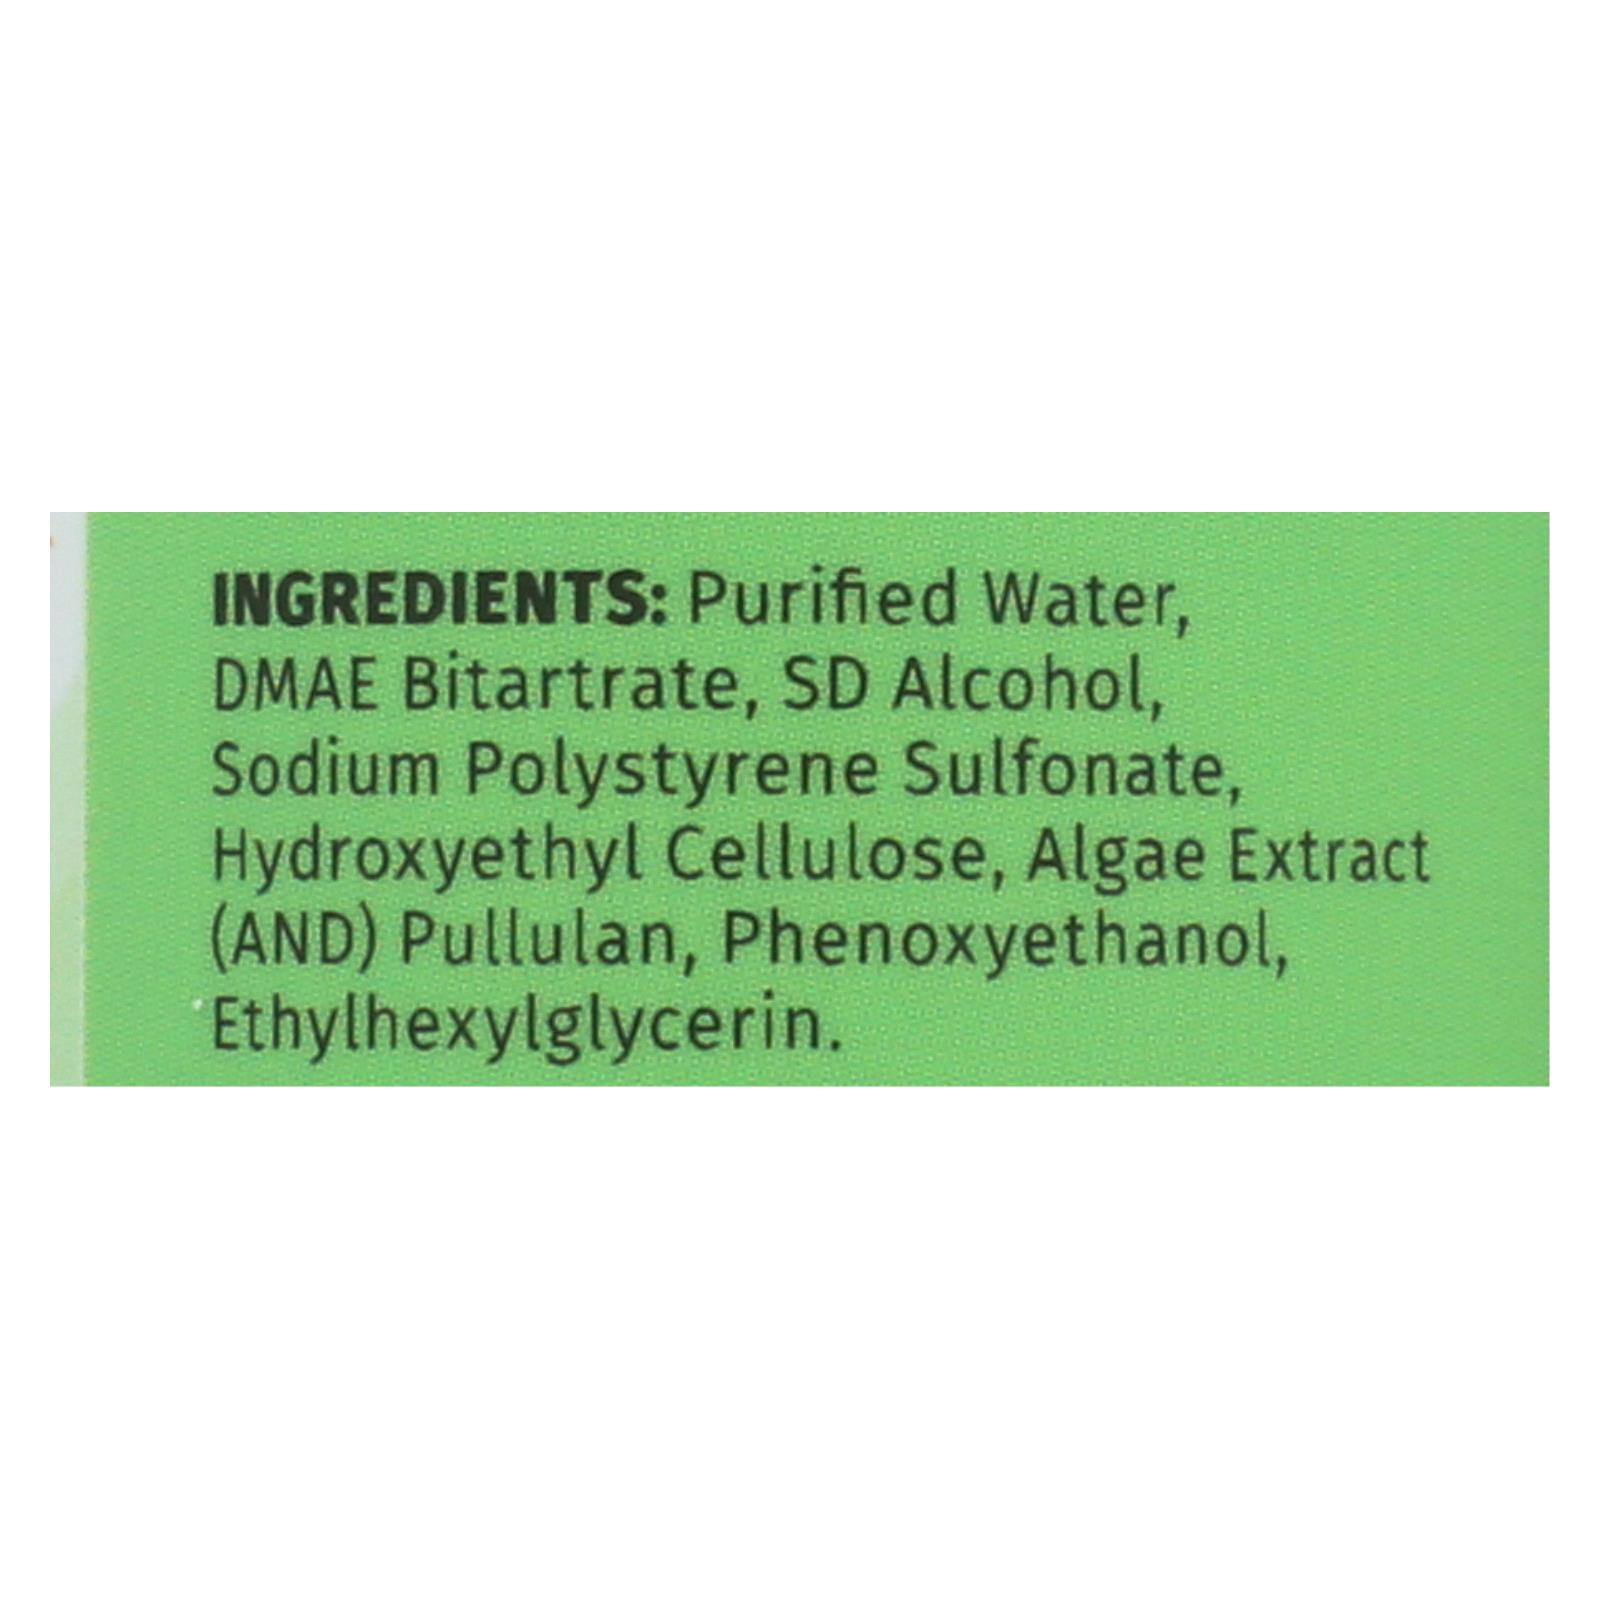 INGREDIENTS: Purified Water,
DMAE Bitartrate, SD Alcohol,
Sodium Polystyrene Sulfonate,
Hydroxyethyl Cellulose, Algae Extract
(AND) Pullulan, Phenoxyethanol,
Ethylhexylglycerin.